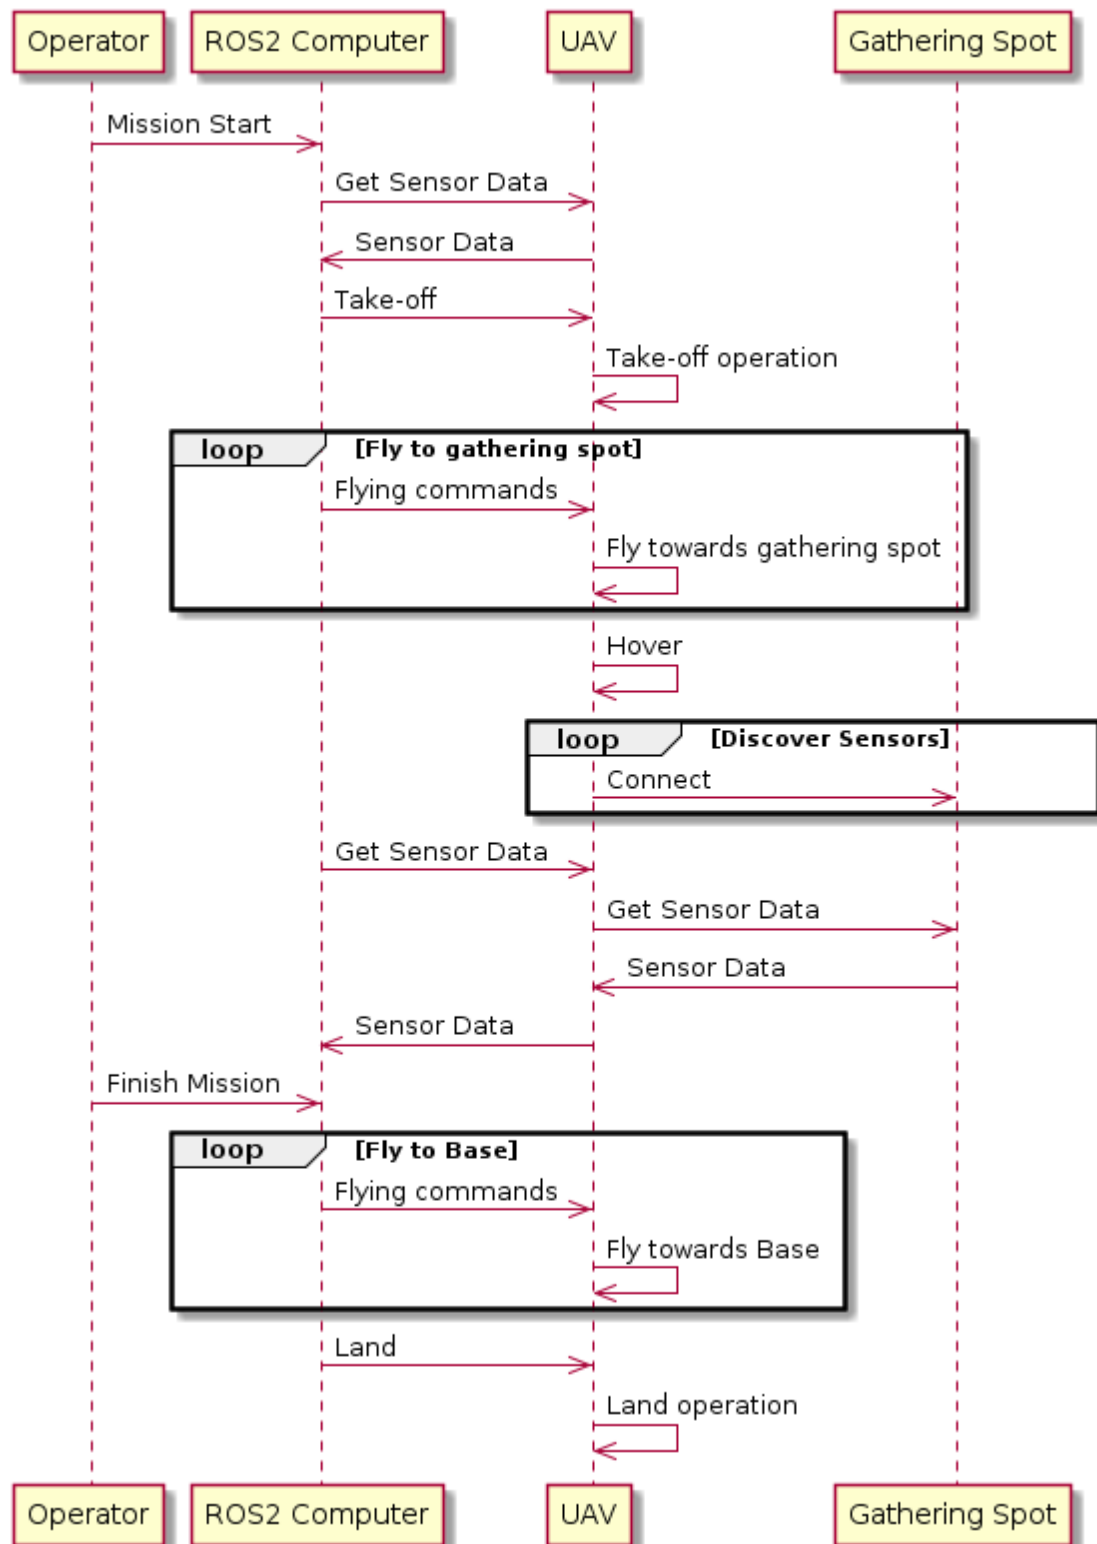 Operator
ROS2 Computer
UAV
Gathering Spot
Mission Start
Get Sensor Data
Sensor Data
Take-off
Take-off operation
loop
[Fly to gathering spot]
Flying commands
Fly towards gathering spot
Hover
loop
[Discover Sensors]
Connect
Get Sensor Data
Get Sensor Data
Sensor Data
Sensor Data
Finish Mission
loop
[Fly to Base]
Flying commands
Fly towards Base
Land
Land operation
Operator
ROS2 Computer
UAV
Gathering Spot